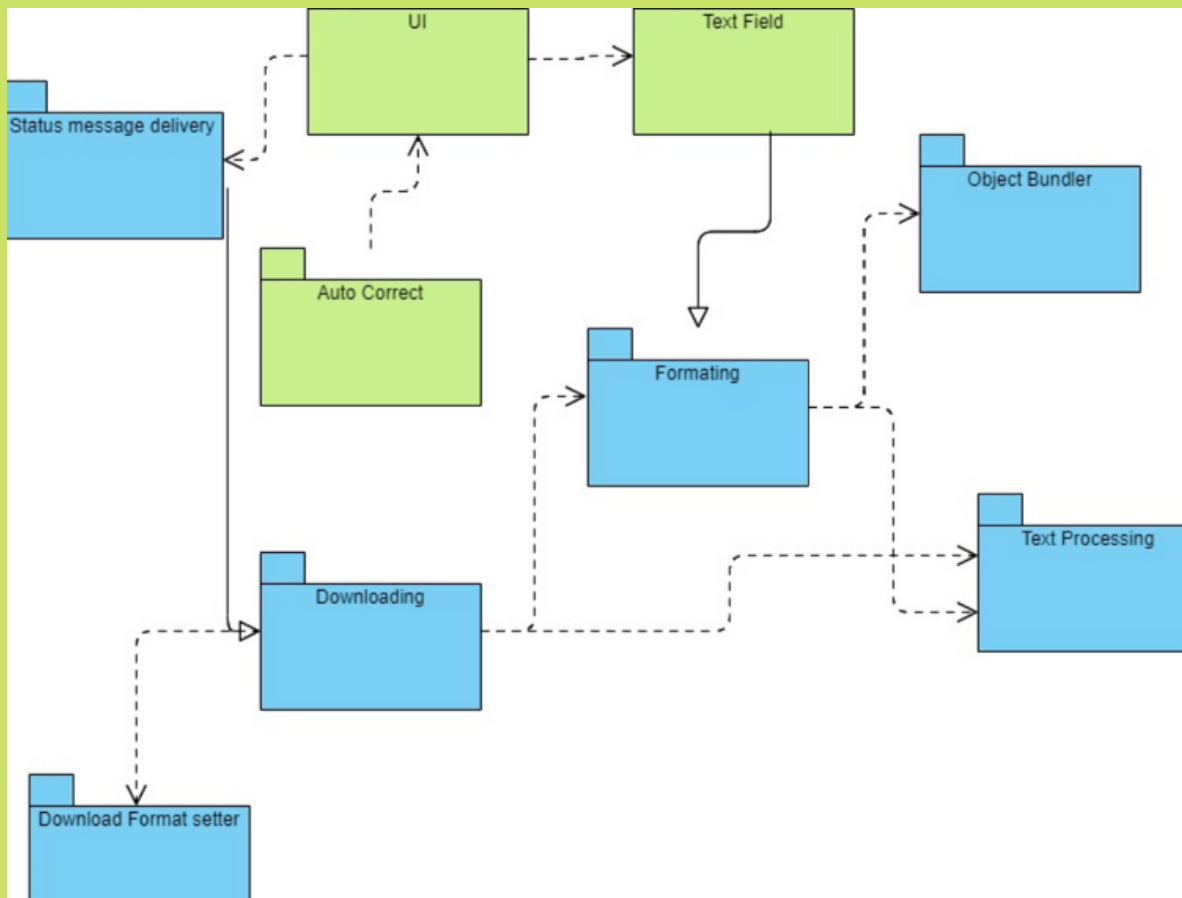 UI
Text Field
Status message delivery
Object Bundler
Auto Correct
Formating
Text Processing
Downloading
Download Format setter